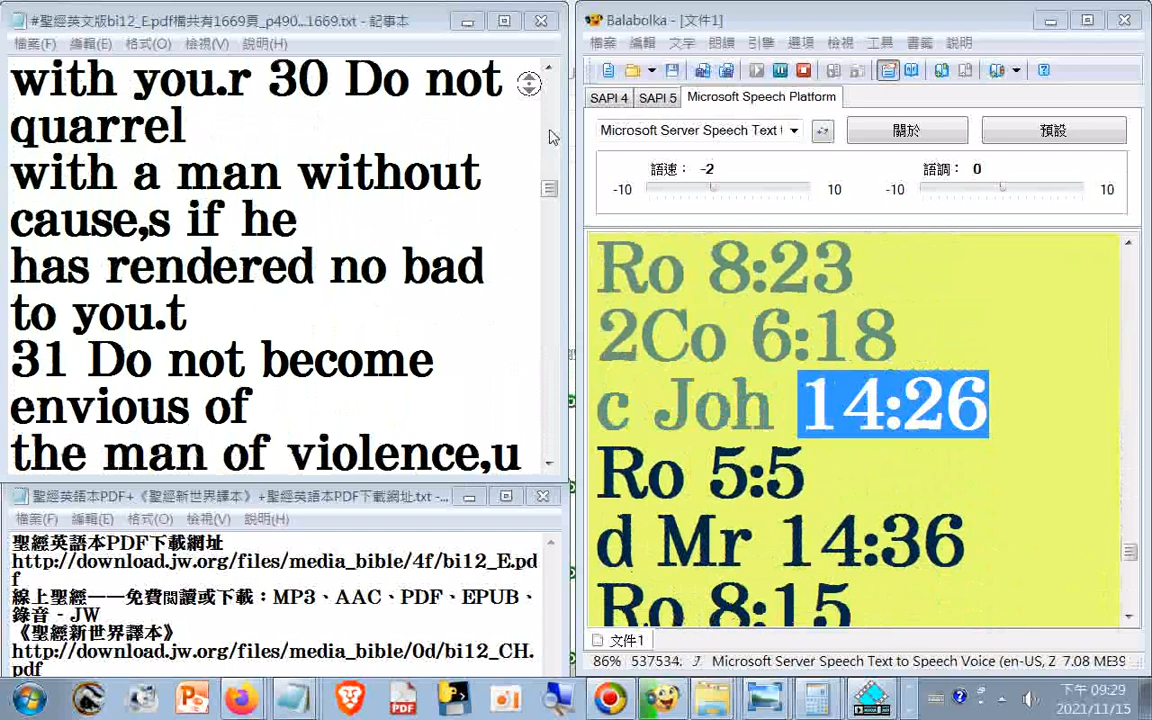 #聖經英文版bi12_E.pdf檔共有1669頁_p490...1669.txt - 記事本
檔案(F) 編輯(E) 格式(O) 檢視(V) 說明(H)
with you.r 30 Do not
quarrel
with a man without
cause,s if he
has rendered no bad
to you.t
31 Do not become
envious of
the man of violence,u
聖經英語本PDF+《聖經新世界譯本》+聖經英語本PDF下載網址.txt -...
檔案(F) 編輯(E) 格式(O) 檢視(V) 說明(H)
聖經英語本PDF下載網址
http://download.jw.org/files/media_bible/4f/bi12_E.pd
f
線上聖經——免費閱讀或下載：MP3、AAC、PDF、EPUB、
錄音 - JW
《聖經新世界譯本》
http://download.jw.org/files/media_bible/0d/bi12_CH.
pdf
Balabolka - [文件1]
檔案 編輯 文字 朗讀 引擎 選項 檢視 工具 書籤 說明
SAPI 4 SAPI 5 Microsoft Speech Platform
Microsoft Server Speech Text 關於 預設
語速： -2 語調： 0
-10 10 -10 10
Ro 8:23
2Co 6:18
c Joh 14:26
Ro 5:5
d Mr 14:36
Ro 8:15
文件1
86% 537534: Microsoft Server Speech Text to Speech Voice (en-US, Z 7.08 ME39
PDF
下午 09:29
2021/11/15